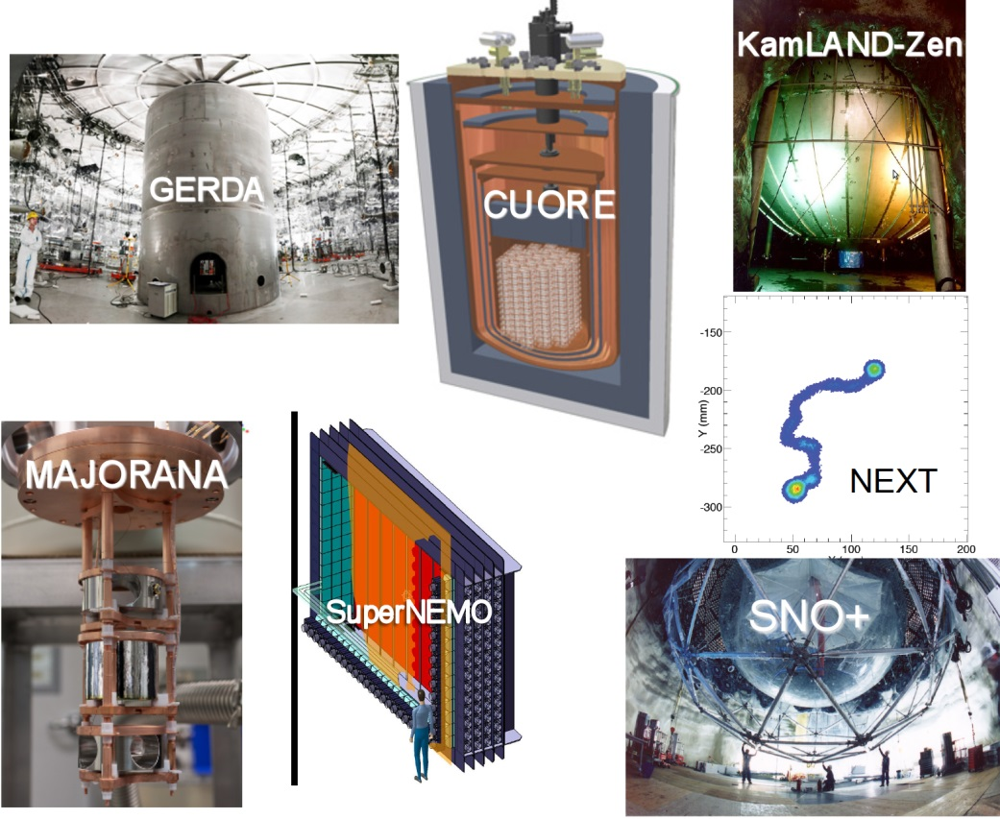 KamLAND-Zen
GERDA
CUORE
-150
-200
-250
-300
Y (mm)
NEXT
0
50
100
150
200
MAJORANA
SuperNEMO
SNO+